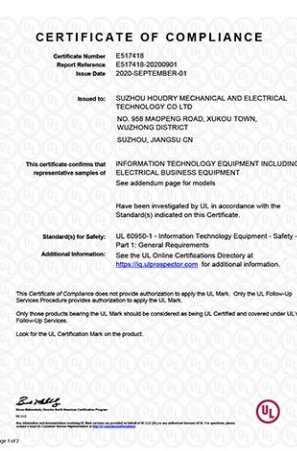 CERTIFICATE OF COMPLIANCE
Certificate Number E517418
Report Reference E517418-20200901
Issue Date 2020-SEPTEMBER-01
Issued to: SUZHOU HOUDRY MECHANICAL AND ELECTRICAL
TECHNOLOGY CO LTD
NO. 958 MAOPENG ROAD, XUKOU TOWN,
WUZHONG DISTRICT
SUZHOU, JIANGSU CN
This certificate confirms that INFORMATION TECHNOLOGY EQUIPMENT INCLUDING
representative samples of ELECTRICAL BUSINESS EQUIPMENT
See addendum page for models
Have been investigated by UL in accordance with the
Standard(s) indicated on this Certificate.
Standard(s) for Safety: UL 60950-1 - Information Technology Equipment - Safety -
Part 1: General Requirements
Additional Information: See the UL Online Certifications Directory at
https://iq.ulprospector.com for additional information.
This Certificate of Compliance does not provide authorization to apply the UL Mark. Only the UL Follow-Up
Services Procedure provides authorization to apply the UL Mark.
Only those products bearing the UL Mark should be considered as being UL Certified and covered under UL's
Follow-Up Services.
Look for the UL Certification Mark on the product.
UL
Director North American Certification Program
UL LLC